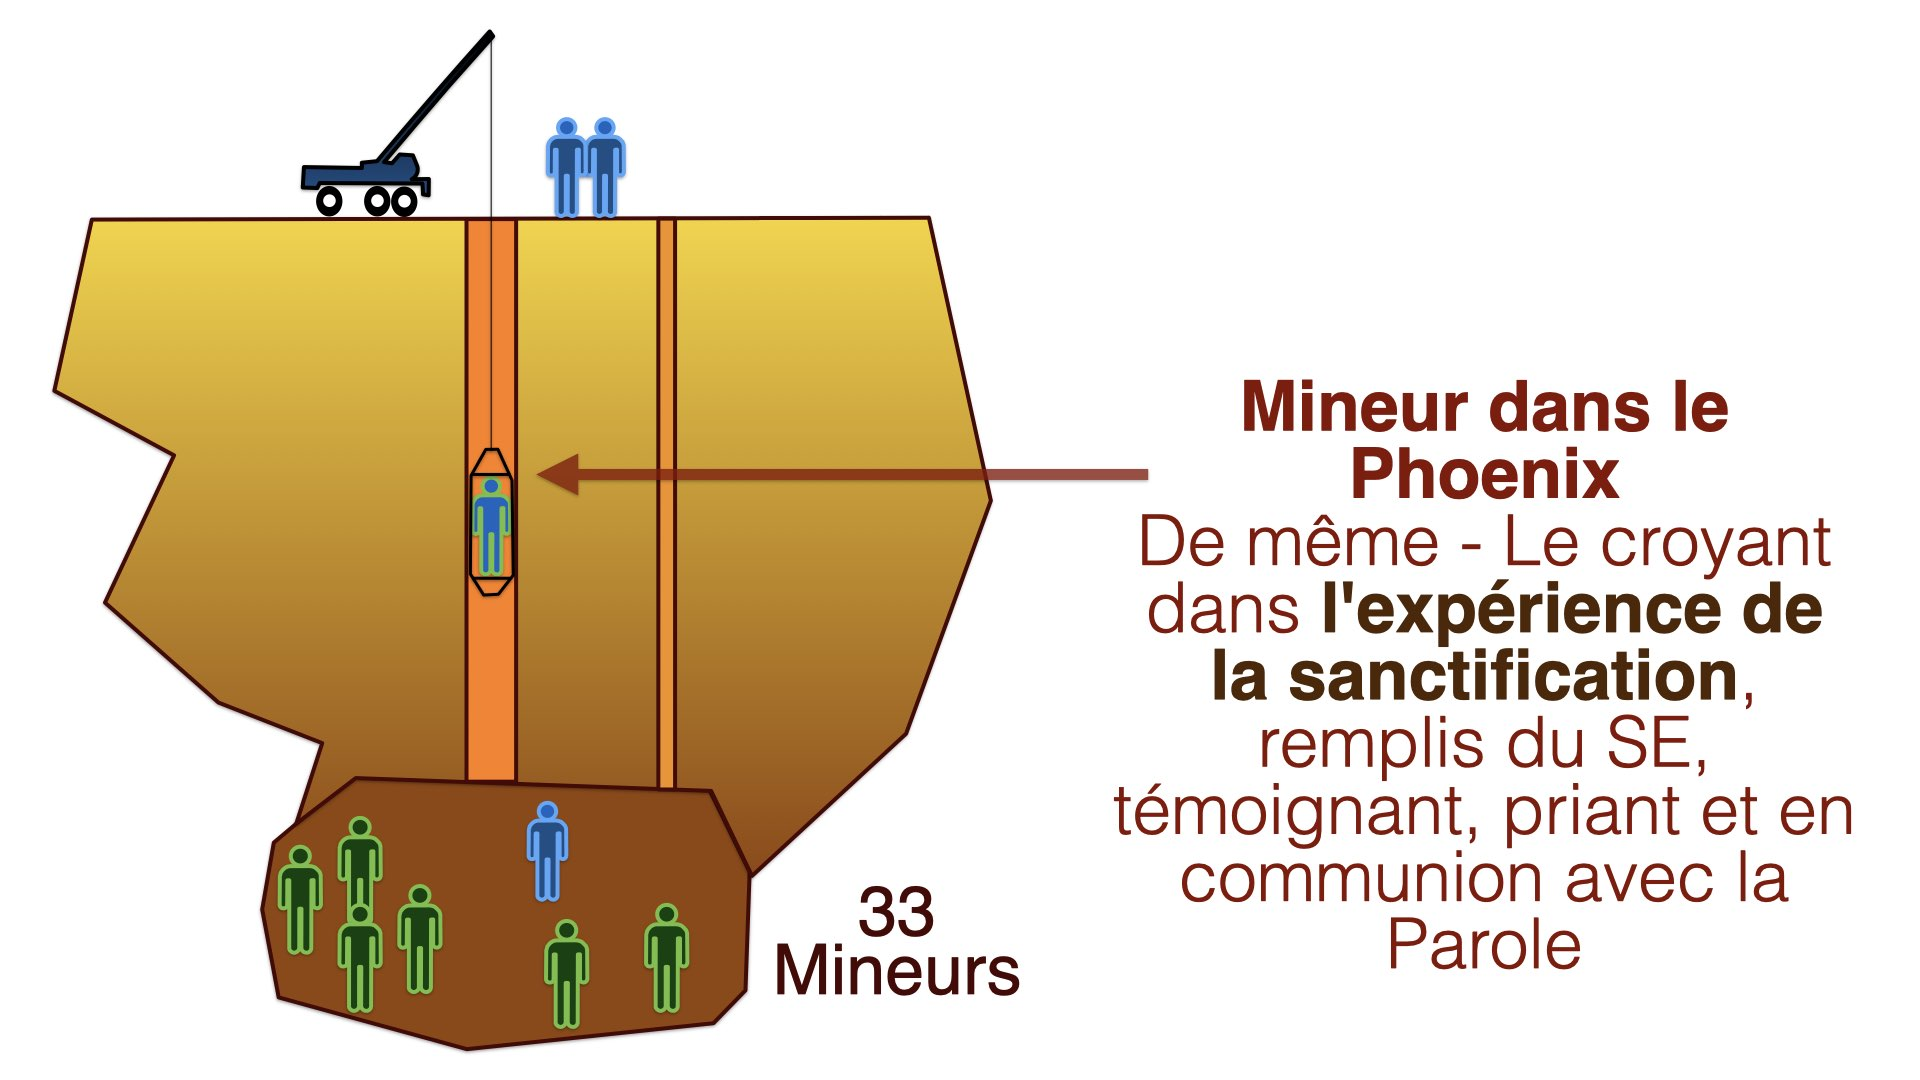 Mineur dans le
Phoenix
De même - Le croyant
dans l'expérience de
la sanctification,
remplis du SE,
témoignant, priant et en
communion avec la
Parole
33
Mineurs